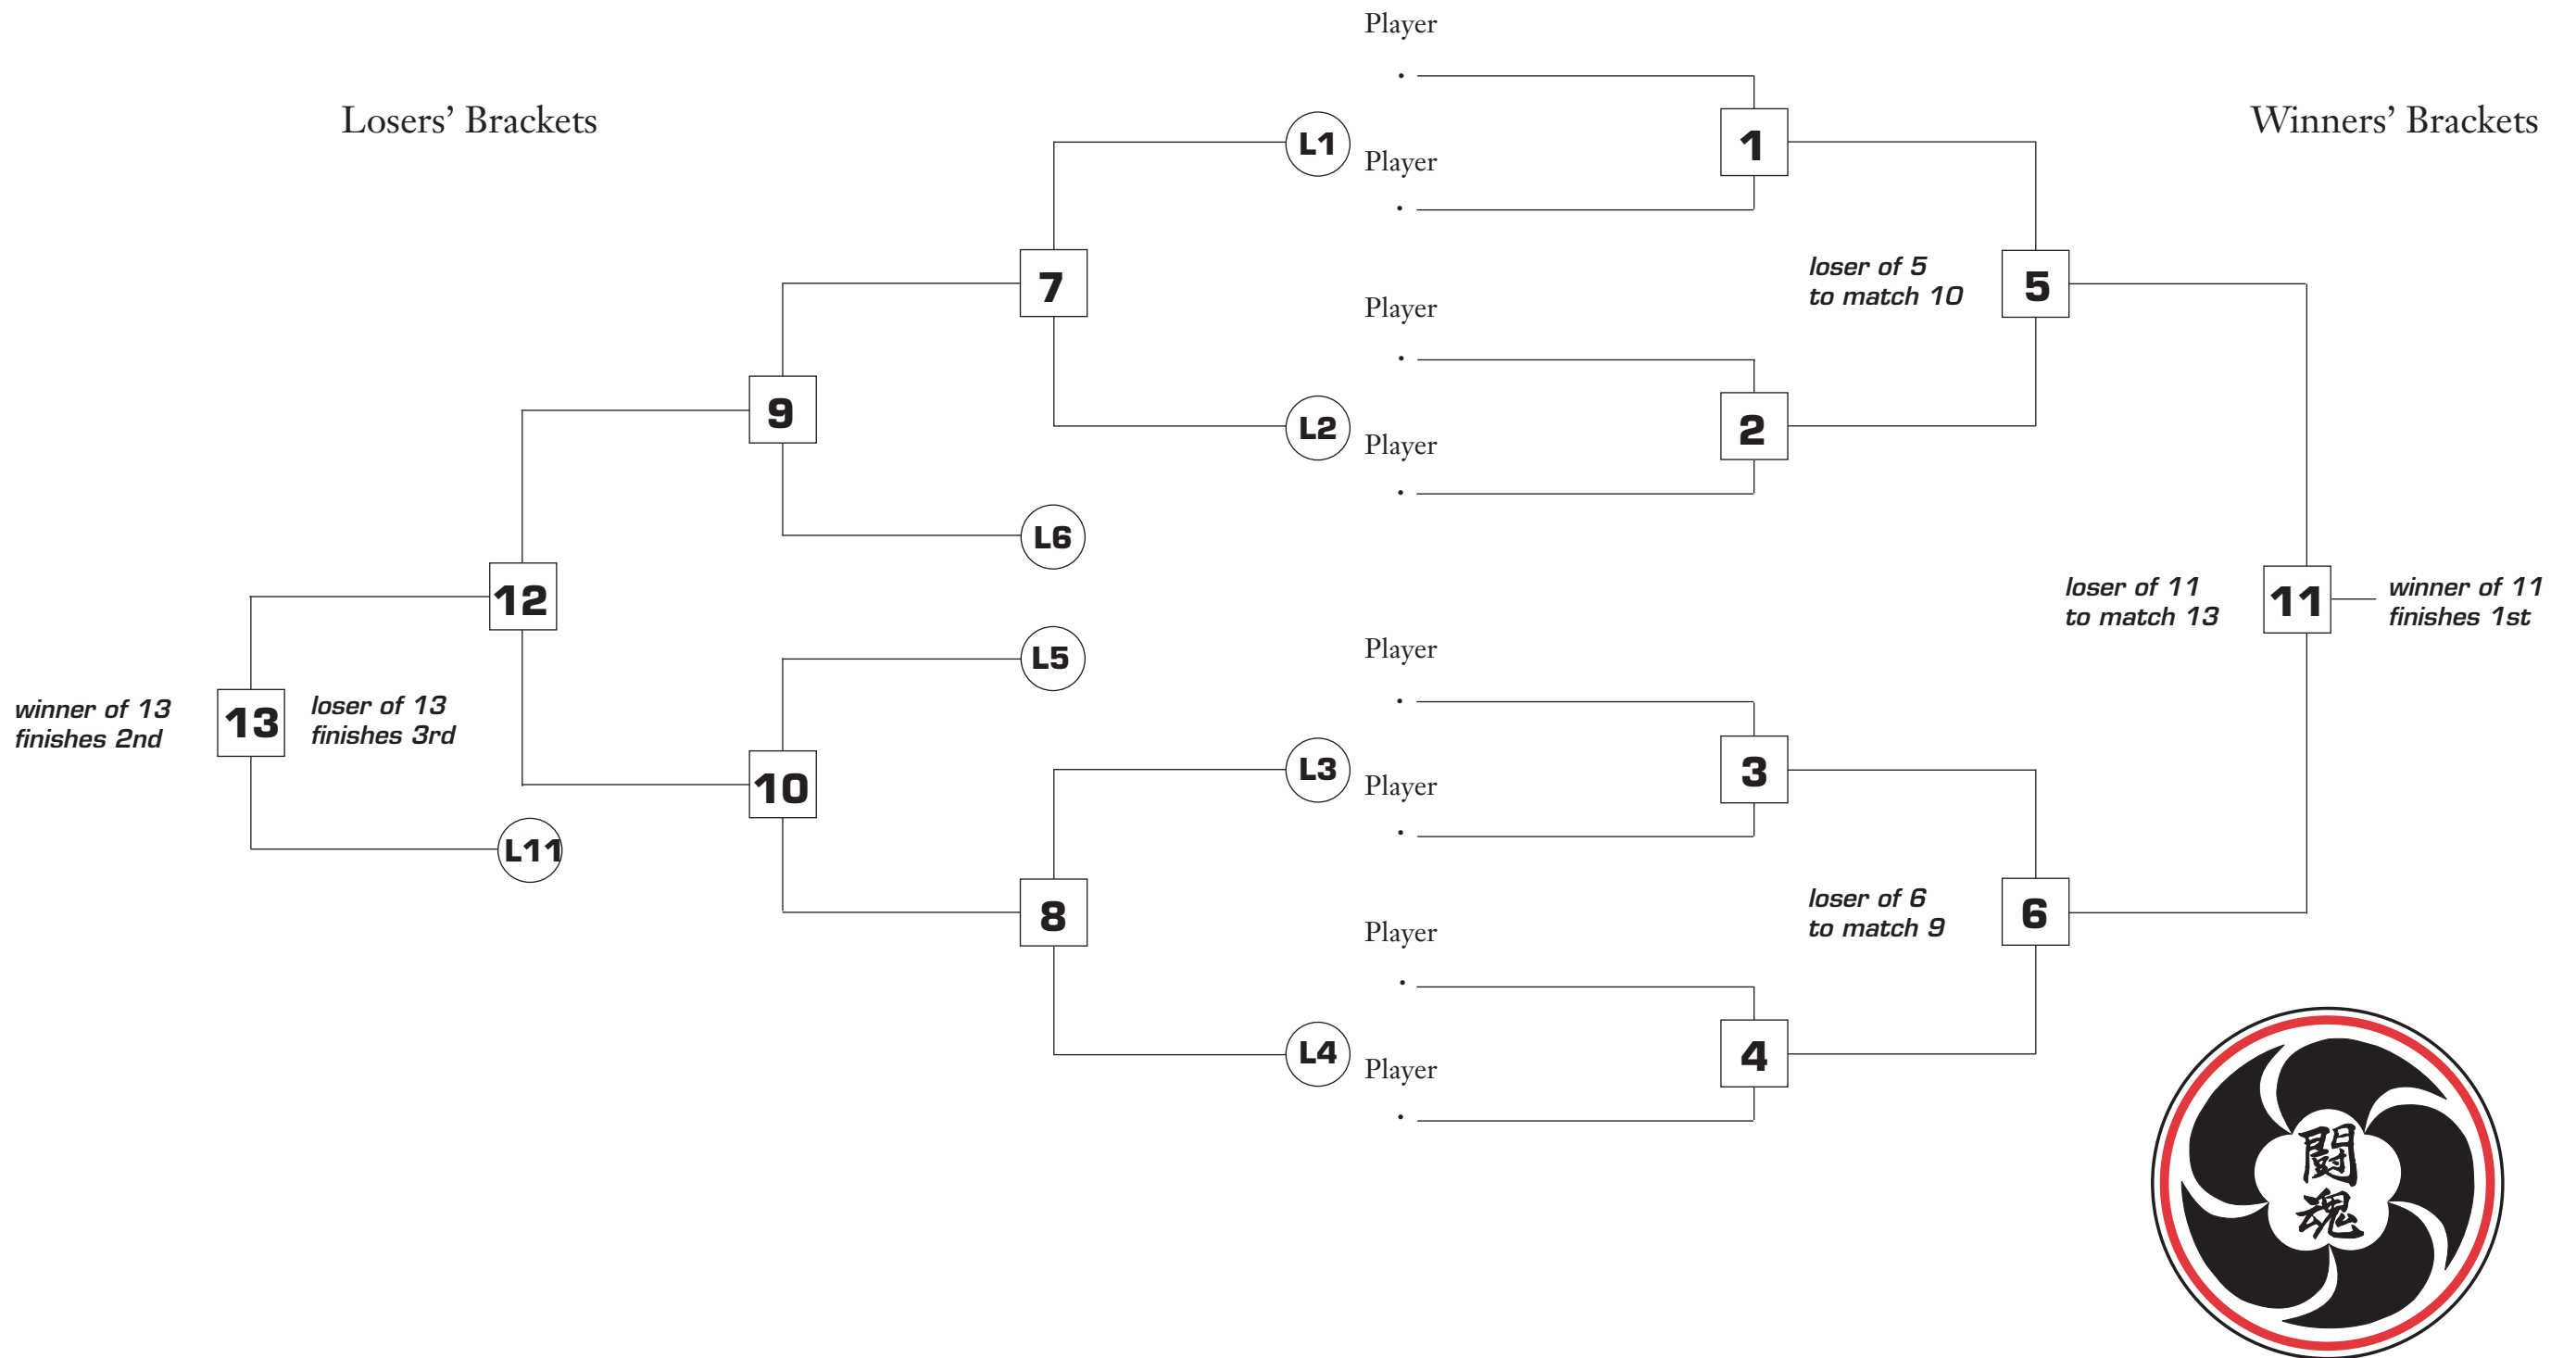 Player
Losers’ Brackets
Winners’ Brackets
L1
Player
1
7
loser of 5
to match 10
5
Player
9
L2
Player
2
L6
12
loser of 11
to match 13
11
winner of 11
finishes 1st
L5
Player
winner of 13
finishes 2nd
13
loser of 13
finishes 3rd
10
L3
Player
3
L11
8
loser of 6
to match 9
6
Player
L4
Player
4
闘
魂